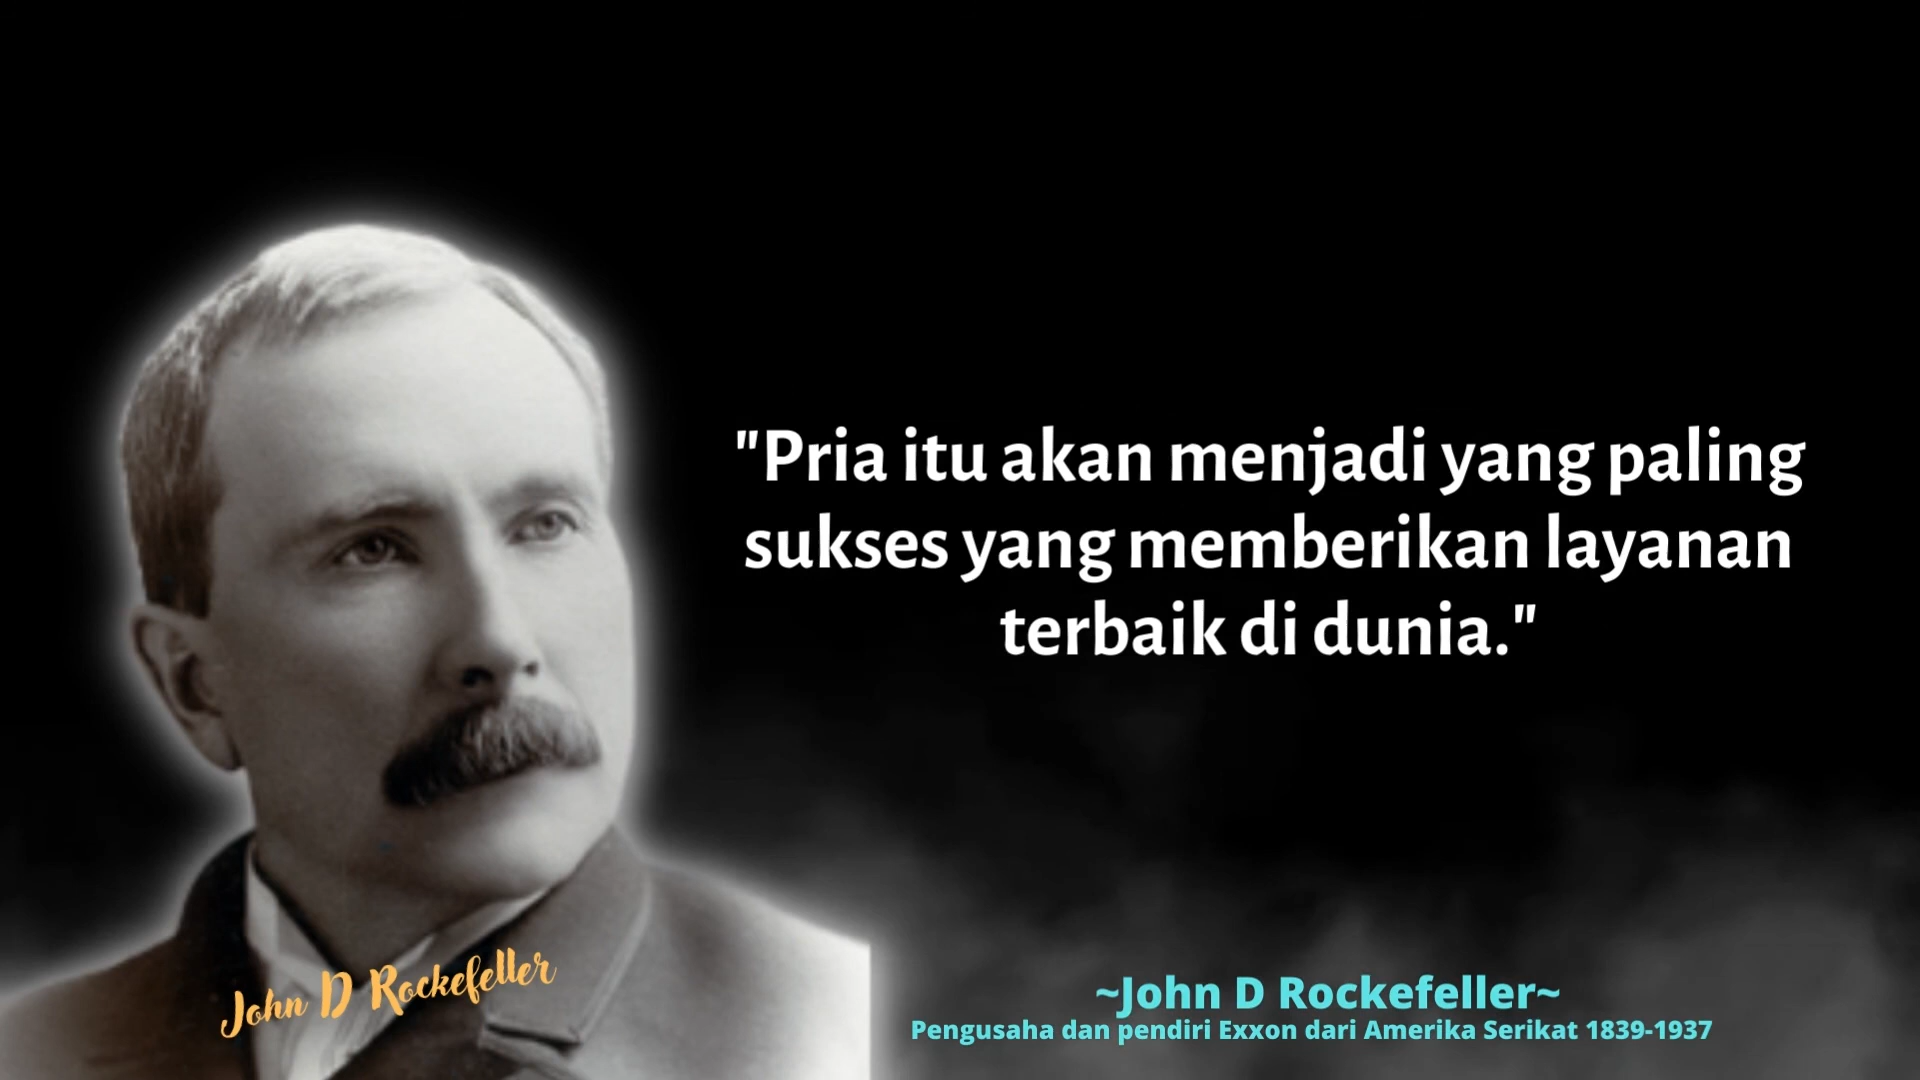 "Pria itu akan menjadi yang paling
sukses yang memberikan layanan
terbaik di dunia."
John D Rockefeller
~John D Rockefeller~
Pengusaha dan pendiri Exxon dari Amerika Serikat 1839-1937